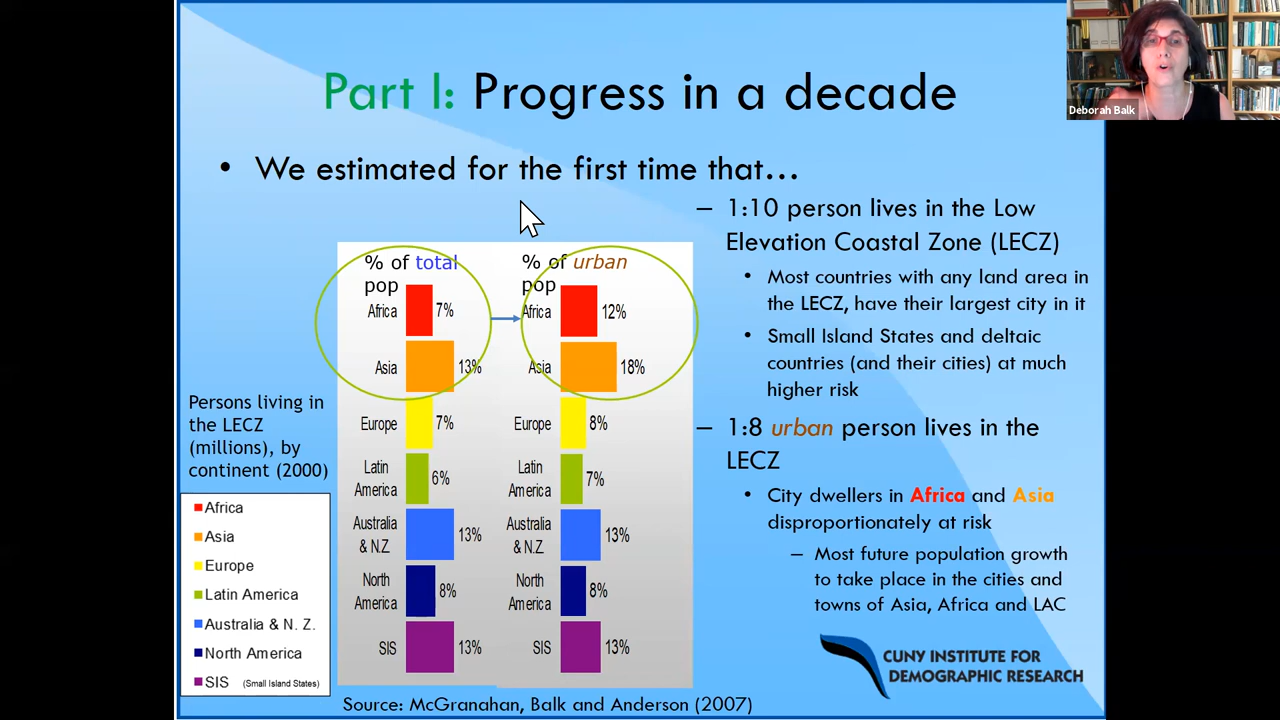 Part I: Progress in a decade
Deborah Balk
• We estimated for the first time that...
– 1:10 person lives in the Low
Elevation Coastal Zone (LECZ)
• Most countries with any land area in
the LECZ, have their largest city in it
• Small Island States and deltaic
countries (and their cities) at much
higher risk
– 1:8 urban person lives in the
LECZ
• City dwellers in Africa and Asia
disproportionately at risk
– Most future population growth
to take place in the cities and
towns of Asia, Africa and LAC
% of total
pop
Africa 7%
Asia 13%
Europe 7%
Latin
America 6%
Australia
& N.Z. 13%
North
America 8%
SIS 13%
% of urban
pop
Africa 12%
Asia 18%
Europe 8%
Latin
America 7%
Australia
& N.Z. 13%
North
America 8%
SIS 13%
Persons living in
the LECZ
(millions), by
continent (2000)
Africa
Asia
Europe
Latin America
Australia & N. Z.
North America
SIS (Small Island States)
Source: McGranahan, Balk and Anderson (2007)
CUNY INSTITUTE FOR
DEMOGRAPHIC RESEARCH